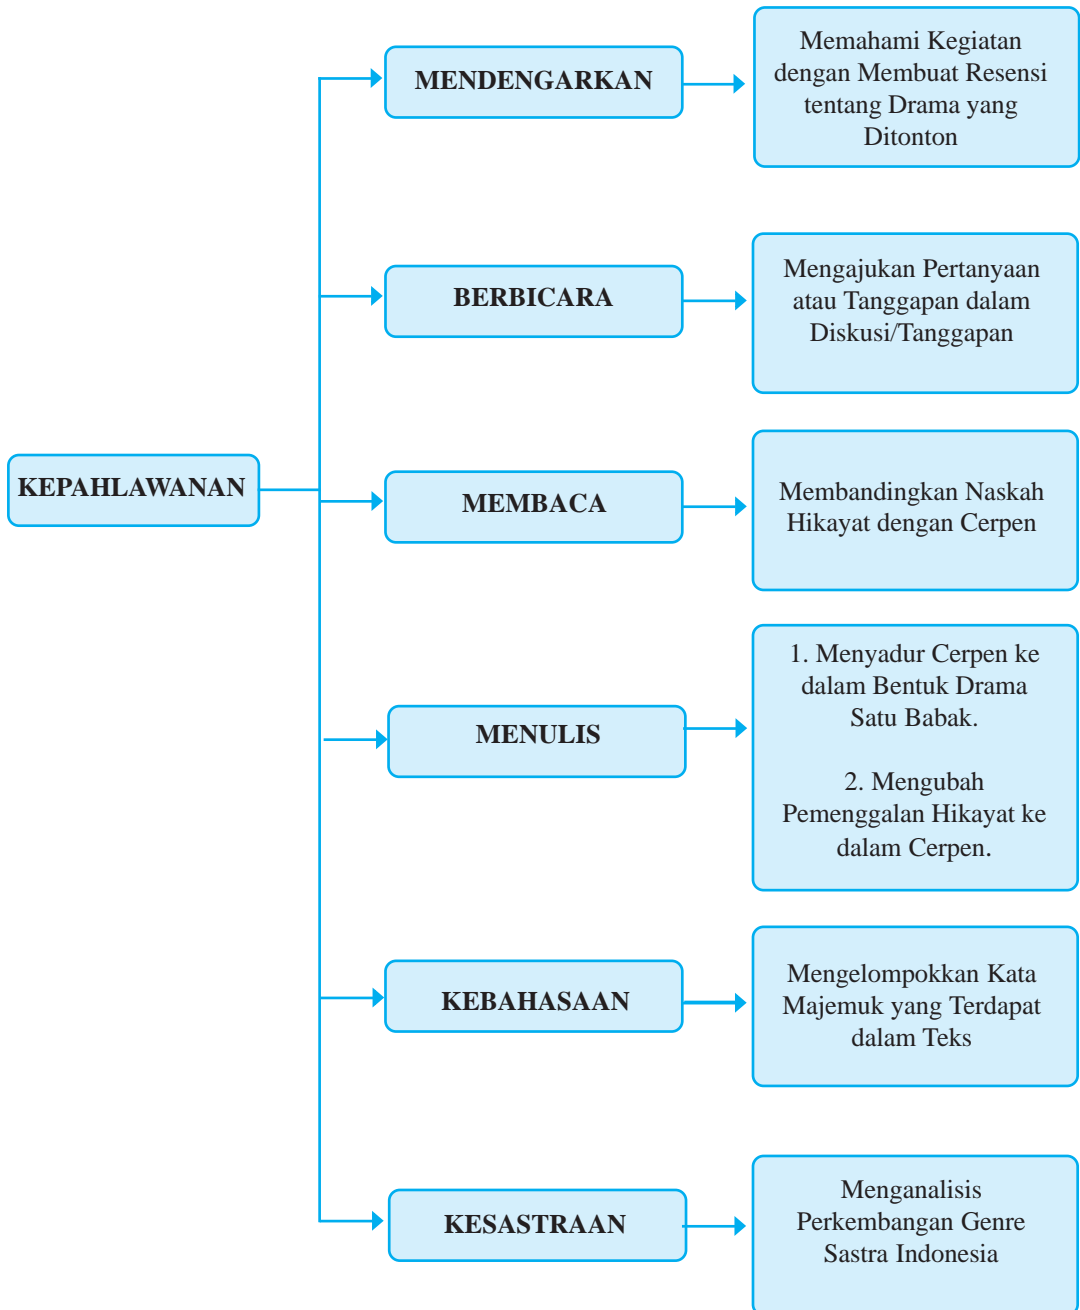 MENDENGARKAN
Memahami Kegiatan
dengan Membuat Resensi
tentang Drama yang
Ditonton
BERBICARA
Mengajukan Pertanyaan
atau Tanggapan dalam
Diskusi/Tanggapan
KEPAHLAWANAN
MEMBACA
Membandingkan Naskah
Hikayat dengan Cerpen
MENULIS
1. Menyadur Cerpen ke
dalam Bentuk Drama
Satu Babak.
2. Mengubah
Pemenggalan Hikayat ke
dalam Cerpen.
KEBAHASAAN
Mengelompokkan Kata
Majemuk yang Terdapat
dalam Teks
KESASTRAAN
Menganalisis
Perkembangan Genre
Sastra Indonesia